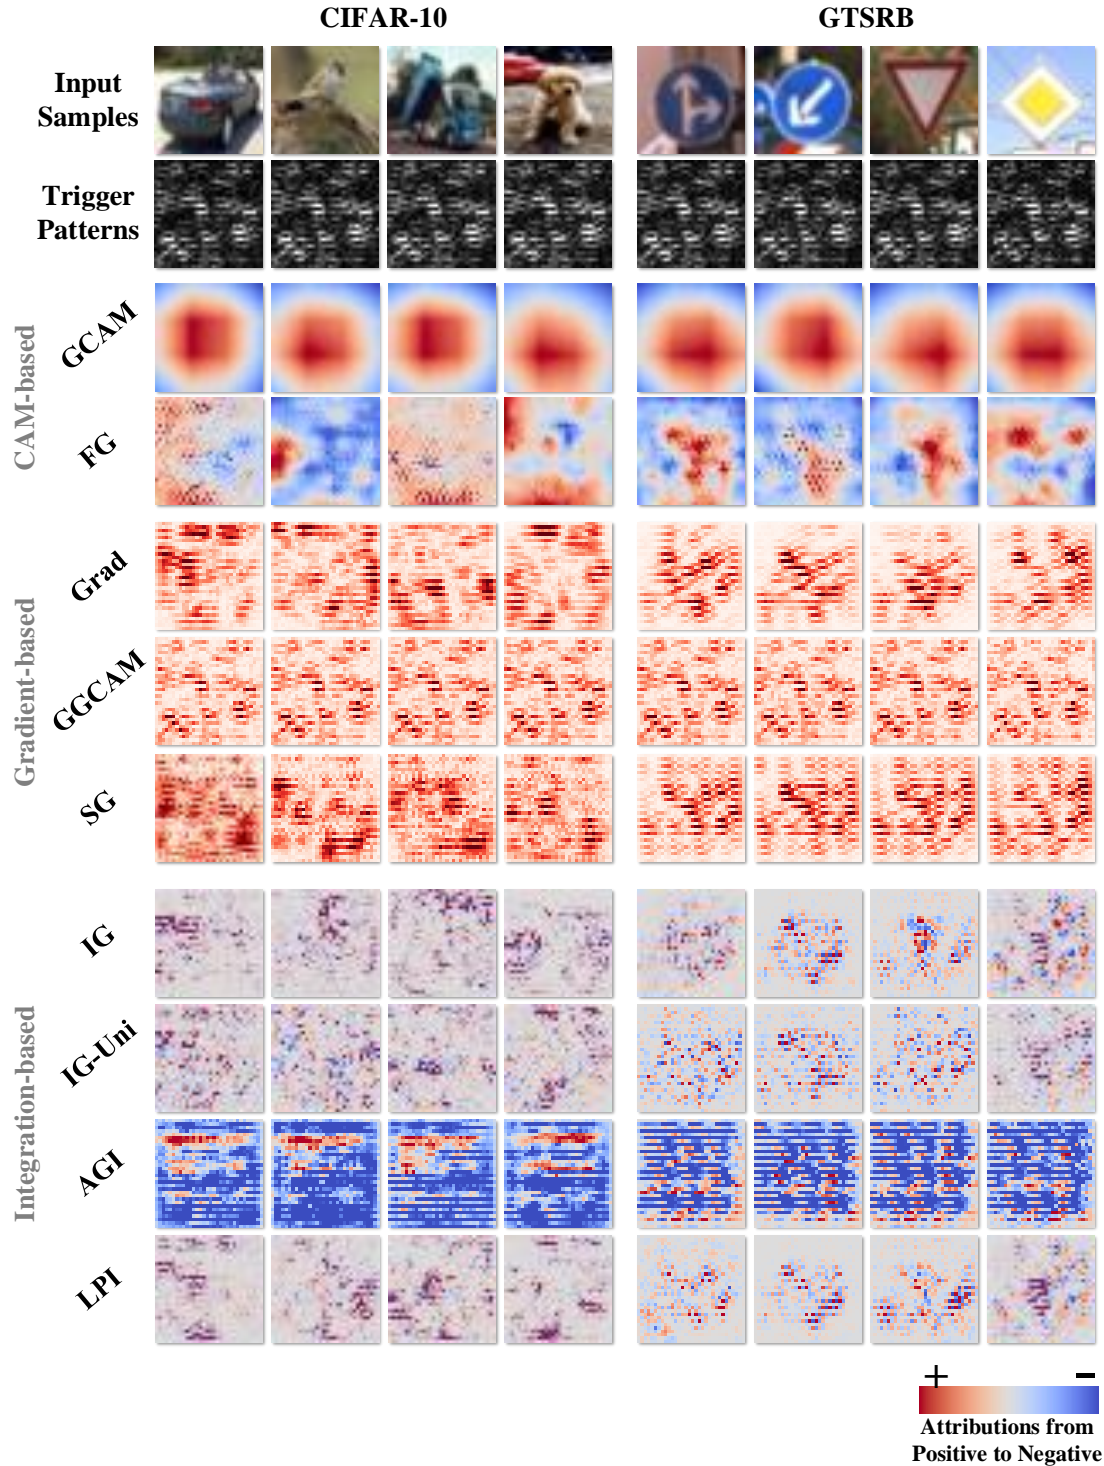 CIFAR-10
GTSRB
Input
Samples
Trigger
Patterns
CAM-based
GCAM
FG
Gradient-based
Grad
GGCAM
SG
Integration-based
IG
IG-Uni
AGI
LPI
+ −
Attributions from
Positive to Negative